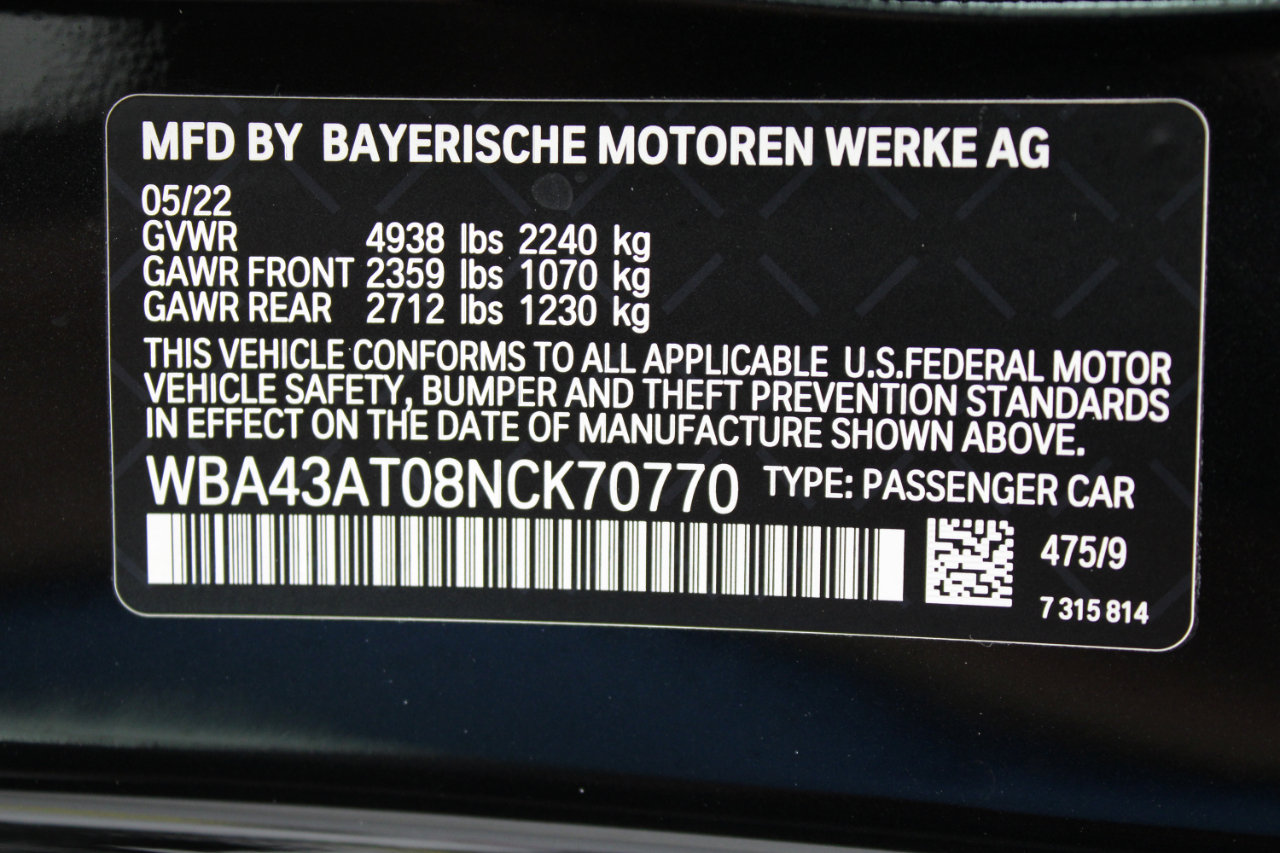 MFD BY BAYERISCHE MOTOREN WERKE AG
05/22
GVWR 4938 lbs 2240 kg
GAWR FRONT 2359 lbs 1070 kg
GAWR REAR 2712 lbs 1230 kg
THIS VEHICLE CONFORMS TO ALL APPLICABLE U.S.FEDERAL MOTOR
VEHICLE SAFETY, BUMPER AND THEFT PREVENTION STANDARDS
IN EFFECT ON THE DATE OF MANUFACTURE SHOWN ABOVE.
WBA43AT08NCK70770 TYPE: PASSENGER CAR
475/9
7 315 814